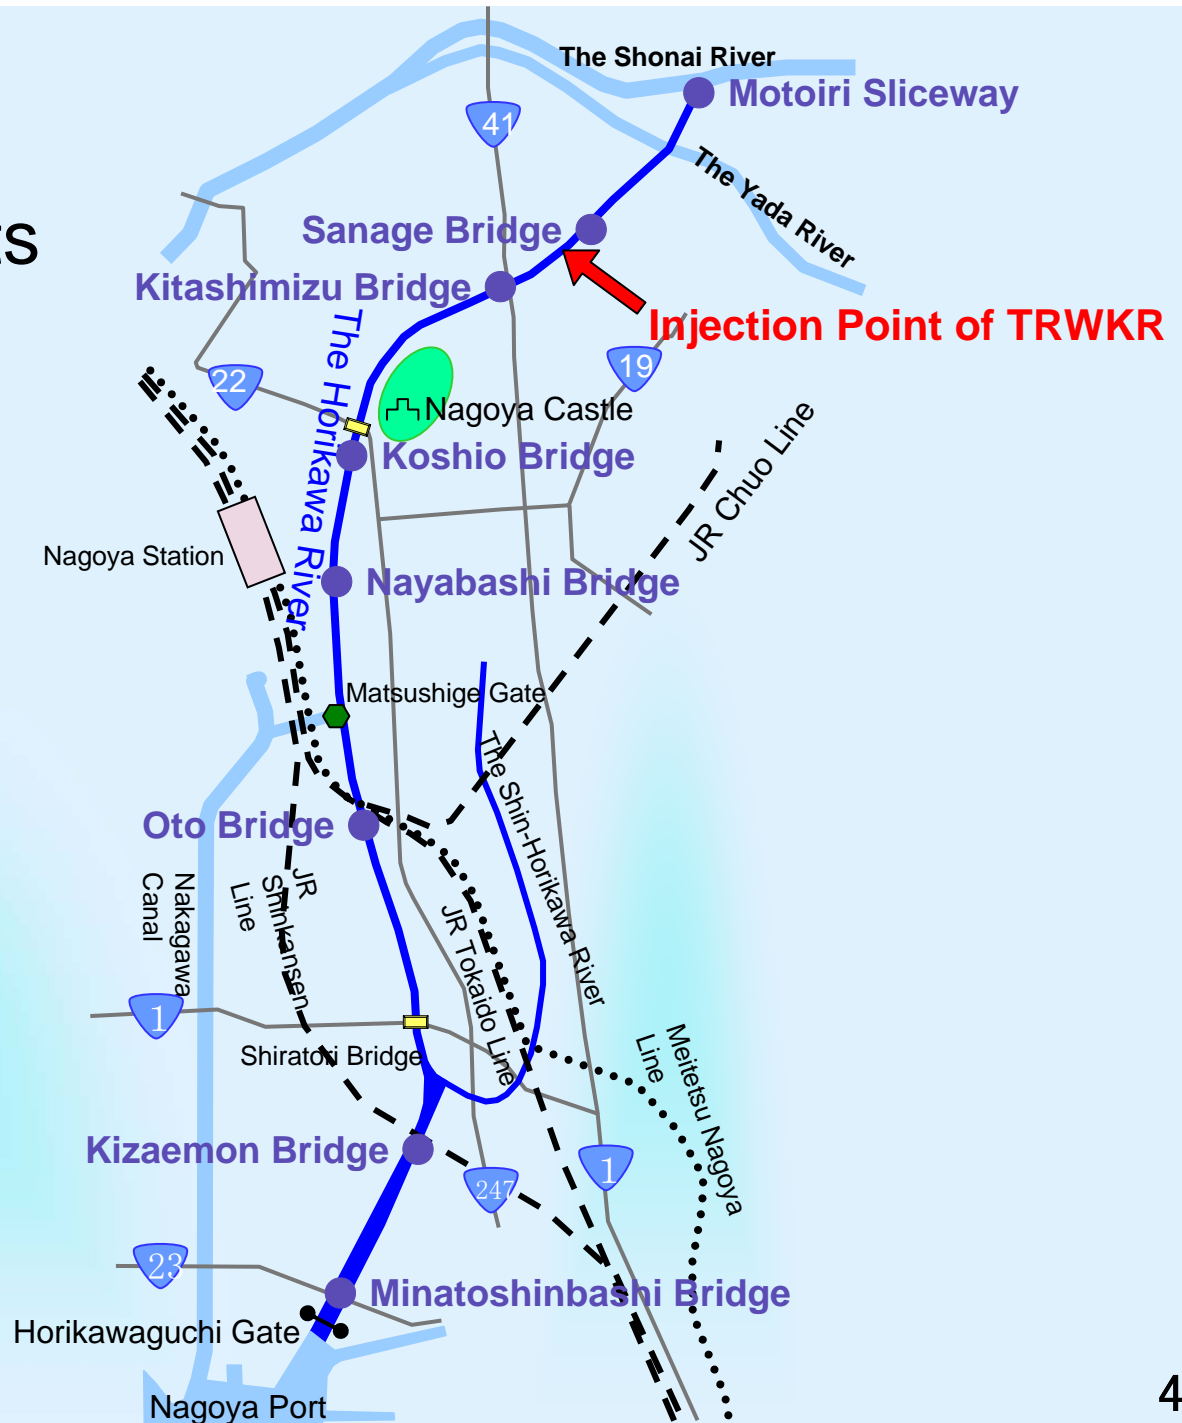 The Shonai River
Motoiri Sliceway
41
The Yada River
ts
Sanage Bridge
Kitashimizu Bridge
Injection Point of TRWKR
The Horikawa River
19
22
Nagoya Castle
JR Chuo Line
Koshio Bridge
Nagoya Station
Nayabashi Bridge
Matsushige Gate
The Shin-Horikawa River
Oto Bridge
JR
Shinkansen
Line
Nakagawa
Canal
JR Tokaido Line
1
Meitetsu Nagoya
Line
Shiratori Bridge
Kizaemon Bridge
247
1
23
Minatoshinbashi Bridge
Horikawaguchi Gate
Nagoya Port
4